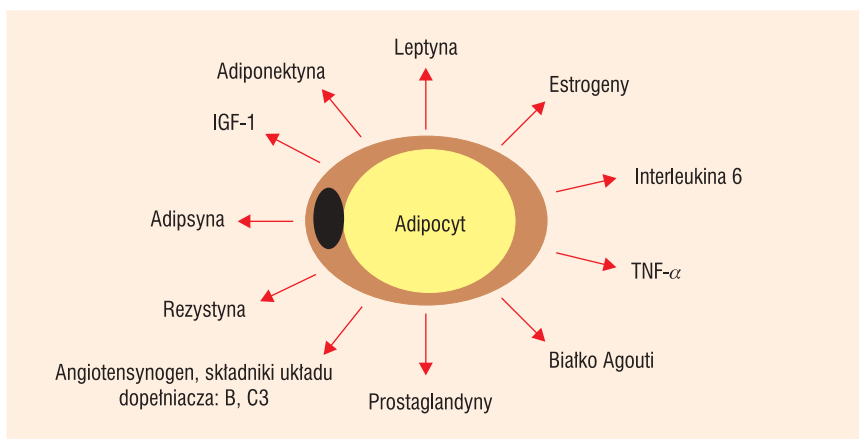 Leptyna
Adiponektyna
Estrogeny
IGF-1
Interleukina 6
Adipsyna
Adipocyt
TNF-α
Rezystyna
Białko Agouti
Angiotensynogen, składniki układu
dopełniacza: B, C3
Prostaglandyny